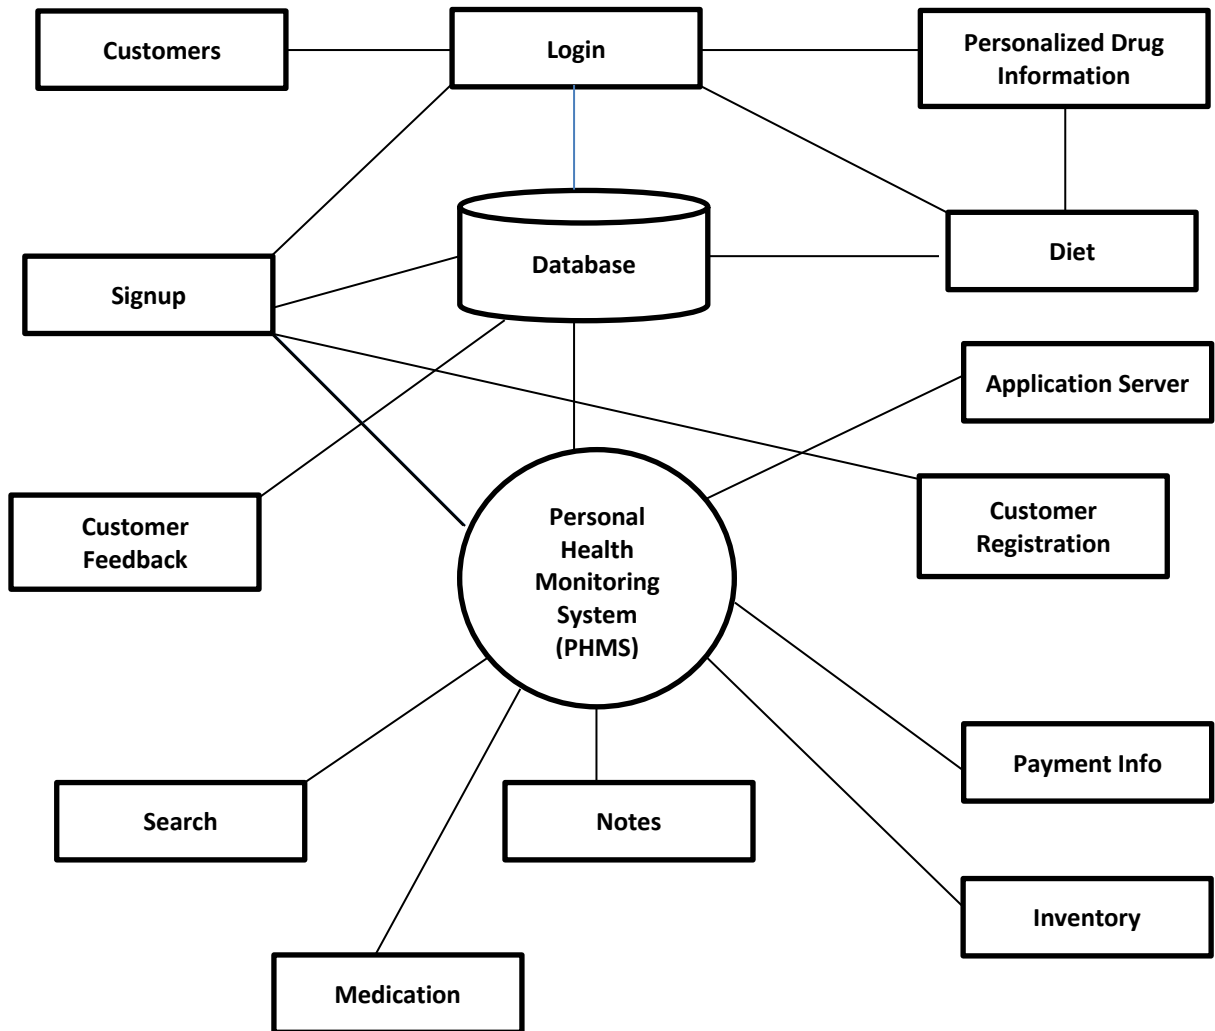 Customers
Login
Personalized Drug
Information
Database
Diet
Signup
Application Server
Customer
Feedback
Personal
Health
Monitoring
System
(PHMS)
Customer
Registration
Payment Info
Search
Notes
Inventory
Medication